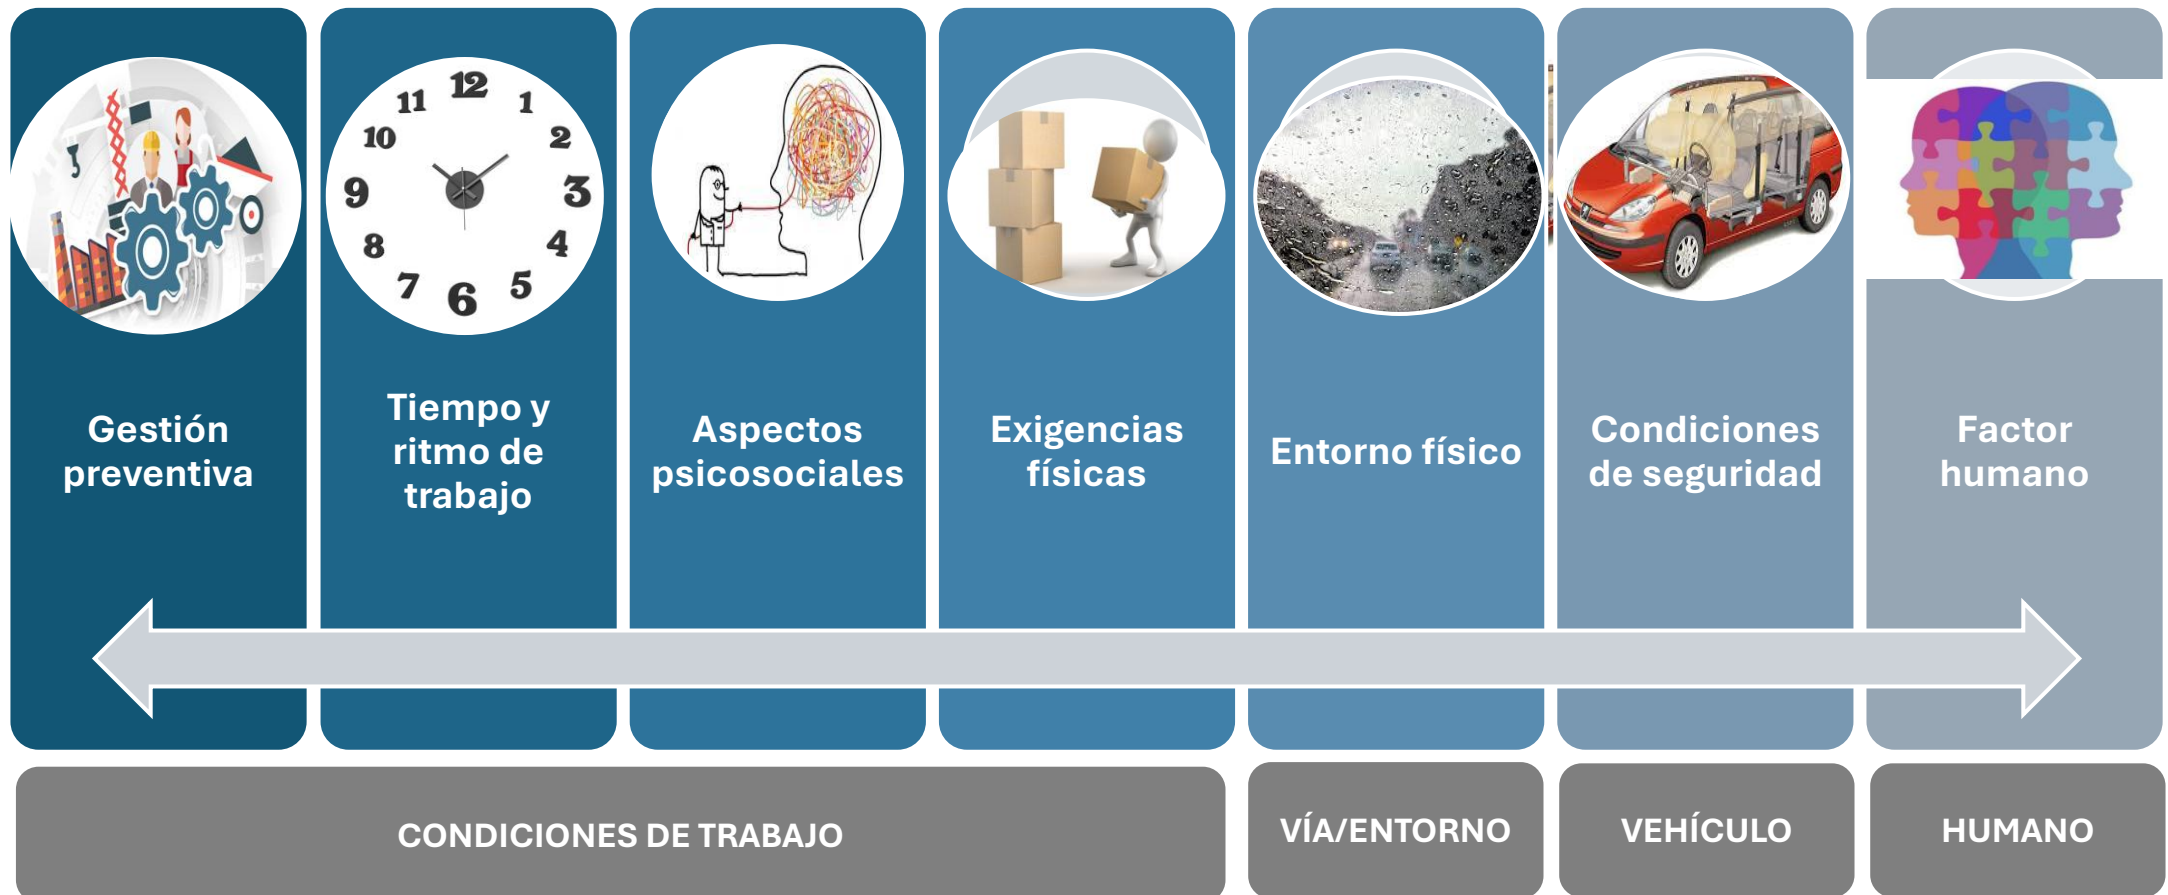 12
11
1
10
2
9
3
8
4
7
5
6
Gestión
preventiva
Tiempo y
ritmo de
trabajo
Aspectos
psicosociales
Exigencias
físicas
Entorno físico
Condiciones
de seguridad
Factor
humano
CONDICIONES DE TRABAJO
VÍA/ENTORNO
VEHÍCULO
HUMANO